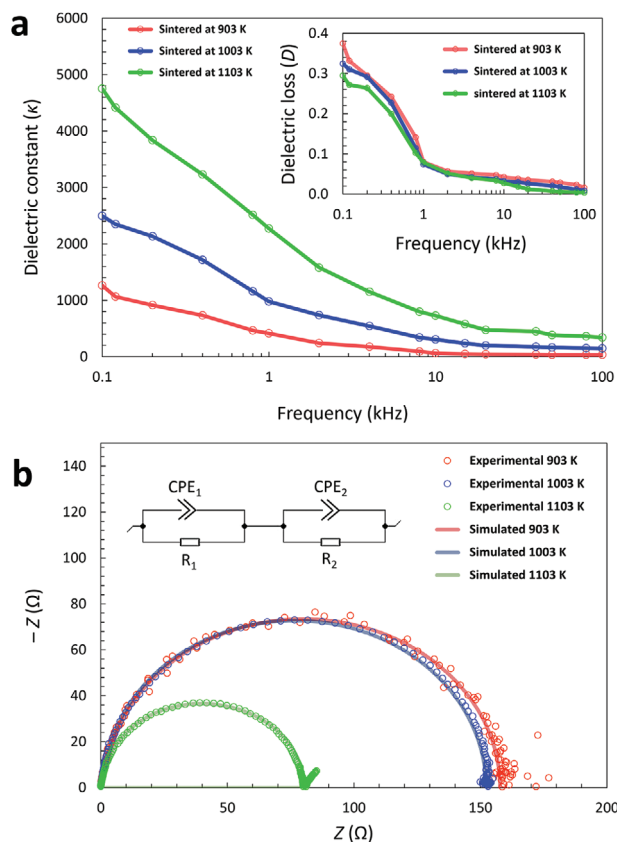 a
6000
5000
4000
3000
2000
1000
0
Dielectric constant (κ)
Sintered at 903 K
Sintered at 1003 K
Sintered at 1103 K
0.1
1
10
100
Frequency (kHz)
0.4
0.3
0.2
0.1
0.0
Dielectric loss (D)
Sintered at 903 K
Sintered at 1003 K
sintered at 1103 K
0.1
1
10
100
Frequency (kHz)
b
140
120
100
80
60
40
20
0
− Z (Ω)
CPE1
CPE2
R1
R2
Experimental 903 K
Experimental 1003 K
Experimental 1103 K
Simulated 903 K
Simulated 1003 K
Simulated 1103 K
0
50
100
150
200
Z (Ω)